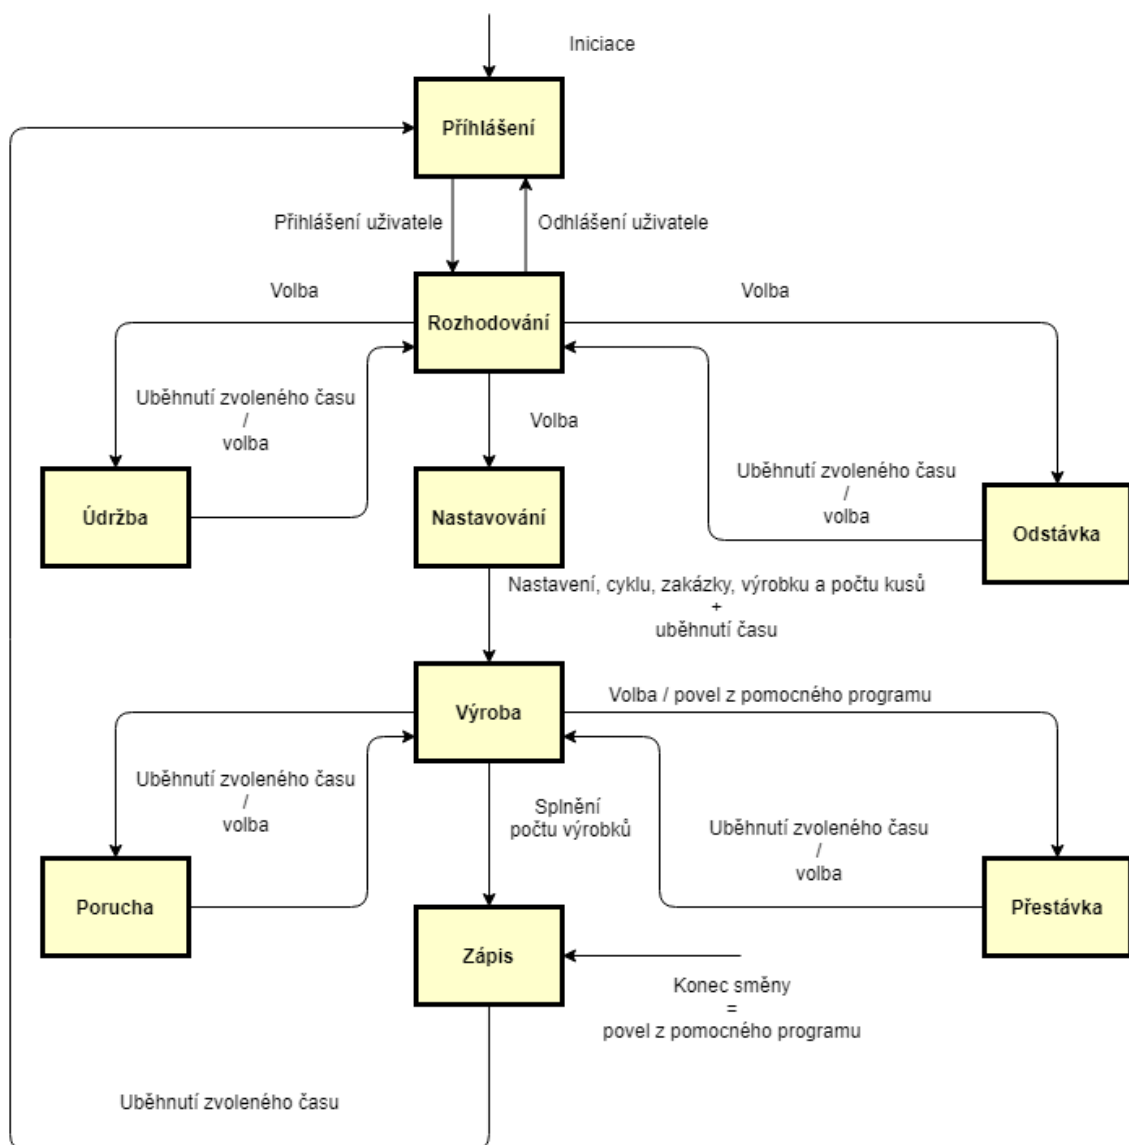 Iniciace
Příhlášení
Přihlášení uživatele
Odhlášení uživatele
Volba
Volba
Rozhodování
Uběhnutí zvoleného času
/
volba
Volba
Uběhnutí zvoleného času
/
volba
Údržba
Nastavování
Odstávka
Nastavení, cyklu, zakázky, výrobku a počtu kusů
+
uběhnutí času
Výroba
Volba / povel z pomocného programu
Uběhnutí zvoleného času
/
volba
Splnění
počtu výrobků
Uběhnutí zvoleného času
/
volba
Porucha
Přestávka
Zápis
Konec směny
=
povel z pomocného programu
Uběhnutí zvoleného času